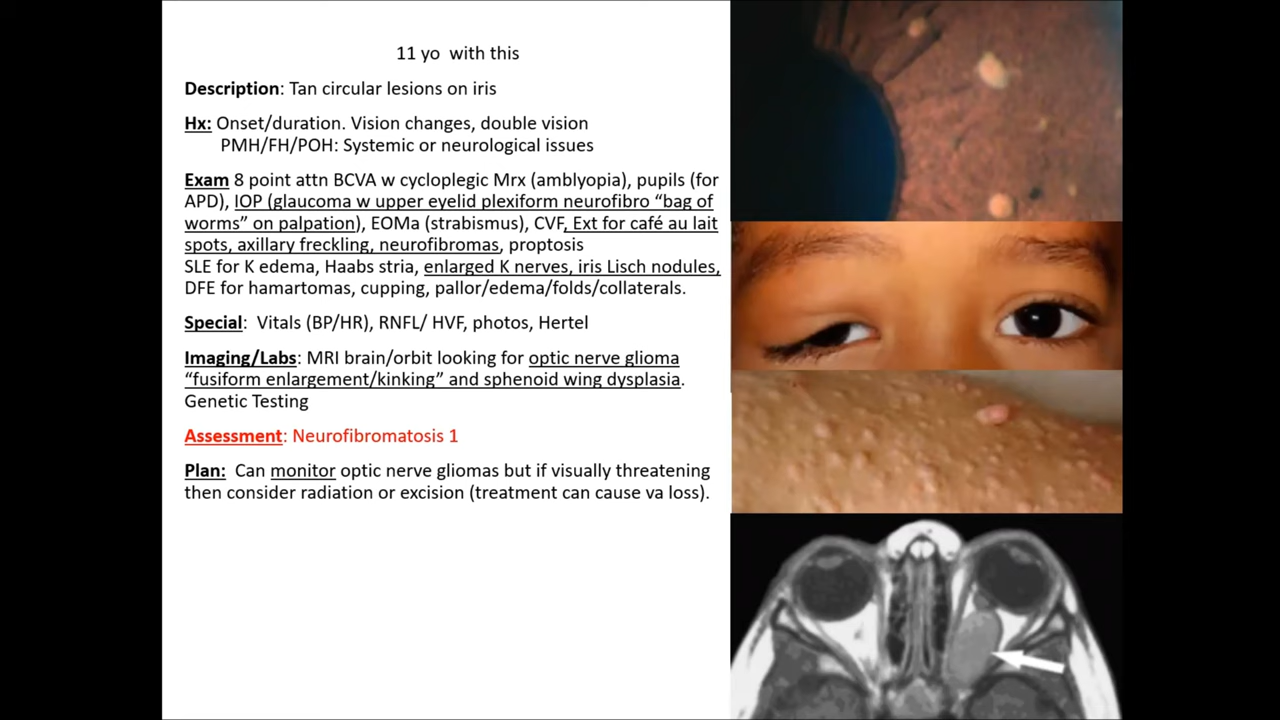 11 yo with this
Description: Tan circular lesions on iris
Hx: Onset/duration. Vision changes, double vision
PMH/FH/POH: Systemic or neurological issues
Exam 8 point attn BCVA w cycloplegic Mrx (amblyopia), pupils (for
APD), IOP (glaucoma w upper eyelid plexiform neurofibro “bag of
worms” on palpation), EOMa (strabismus), CVF, Ext for café au lait
spots, axillary freckling, neurofibromas, proptosis
SLE for K edema, Haabs stria, enlarged K nerves, iris Lisch nodules,
DFE for hamartomas, cupping, pallor/edema/folds/collaterals.
Special: Vitals (BP/HR), RNFL/ HVF, photos, Hertel
Imaging/Labs: MRI brain/orbit looking for optic nerve glioma
“fusiform enlargement/kinking” and sphenoid wing dysplasia.
Genetic Testing
Assessment: Neurofibromatosis 1
Plan: Can monitor optic nerve gliomas but if visually threatening
then consider radiation or excision (treatment can cause va loss).